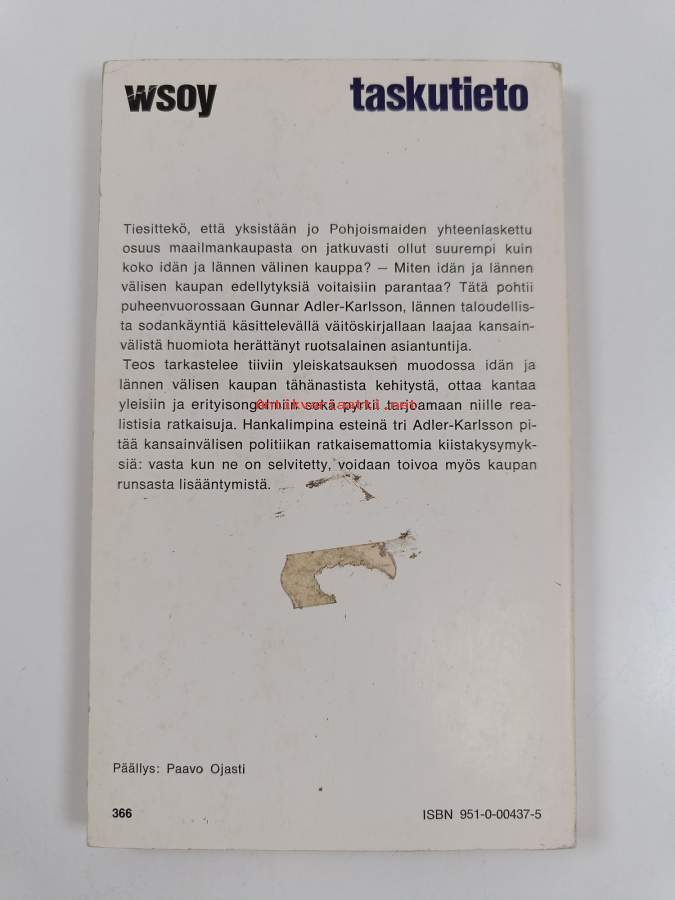 wsoy taskutieto
Tiesittekö, että yksistään jo Pohjoismaiden yhteenlaskettu
osuus maailmankaupasta on jatkuvasti ollut suurempi kuin
koko idän ja lännen välinen kauppa? — Miten idän ja lännen
välisen kaupan edellytyksiä voitaisiin parantaa? Tätä pohtii
puheenvuorossaan Gunnar Adler-Karlsson, lännen taloudellis-
ta sodankäyntiä käsittelevällä väitöskirjallaan laajaa kansain-
välistä huomiota herättänyt ruotsalainen asiantuntija.
Teos tarkastelee tiiviin yleiskatsauksen muodossa idän ja
lännen välisen kaupan tähänastista kehitystä, ottaa kantaa
yleisiin ja erityisongelmiin sekä pyrkii tarjoamaan niille rea-
listisia ratkaisuja. Hankalimpina esteinä tri Adler-Karlsson pi-
tää kansainvälisen politiikan ratkaisemattomia kiistakysymyk-
siä: vasta kun ne on selvitetty, voidaan toivoa myös kaupan
runsasta lisääntymistä.
Päällys: Paavo Ojasti
366 ISBN 951-0-00437-5